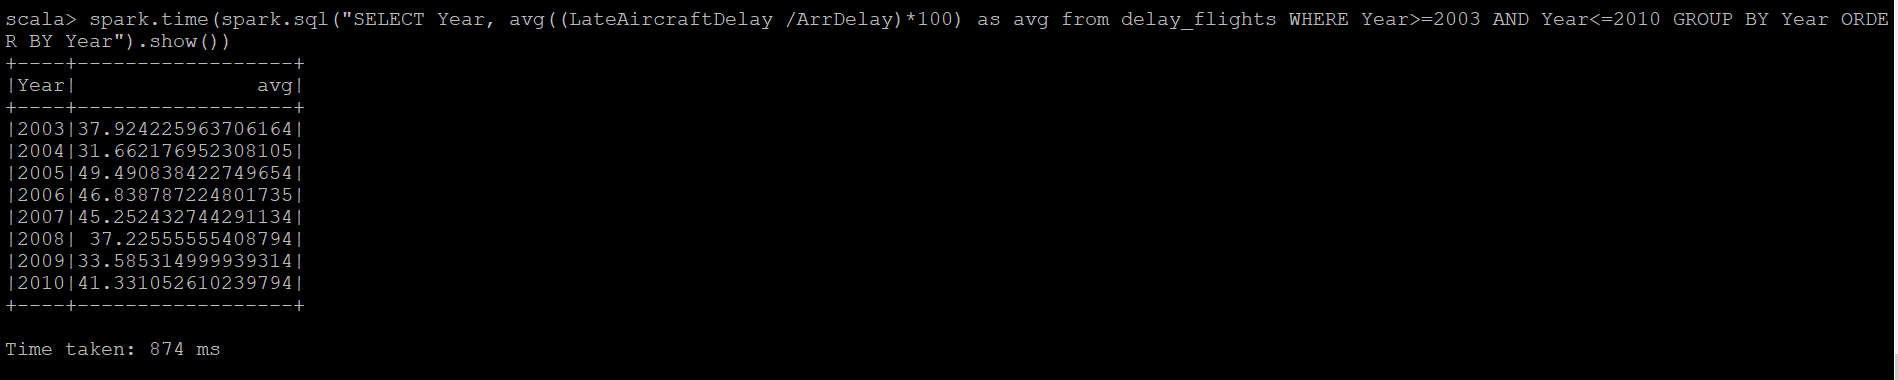 scala> spark.time(spark.sql("SELECT Year, avg((LateAircraftDelay /ArrDelay)*100) as avg from delay_flights WHERE Year>=2003 AND Year<=2010 GROUP BY Year ORDE
R BY Year").show())
+----+------------------+
|Year|               avg|
+----+------------------+
|2003|37.924225963706164|
|2004|31.662176952308105|
|2005|49.490838422749654|
|2006|46.838787224801735|
|2007|45.252432744291134|
|2008| 37.22555555408794|
|2009|33.585314999939314|
|2010|41.331052610239794|
+----+------------------+
Time taken: 874 ms